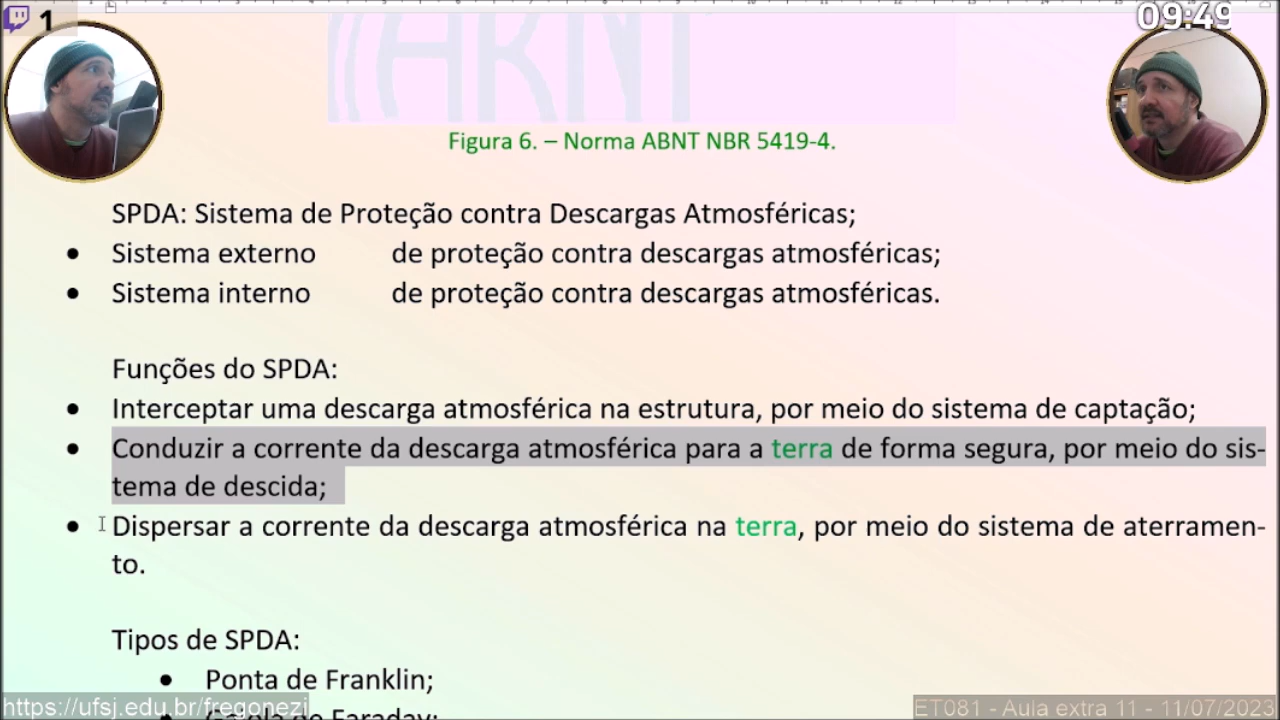 1
09:49
ABNT
Figura 6. – Norma ABNT NBR 5419-4.
SPDA: Sistema de Proteção contra Descargas Atmosféricas;
• Sistema externo de proteção contra descargas atmosféricas;
• Sistema interno de proteção contra descargas atmosféricas.
Funções do SPDA:
• Interceptar uma descarga atmosférica na estrutura, por meio do sistema de captação;
• Conduzir a corrente da descarga atmosférica para a terra de forma segura, por meio do sis-
tema de descida;
• Dispersar a corrente da descarga atmosférica na terra, por meio do sistema de aterramen-
to.
Tipos de SPDA:
• Ponta de Franklin;
• Gaiola de Faraday;
https://ufsj.edu.br/fregonezi
ET081 - Aula extra 11 - 11/07/2023